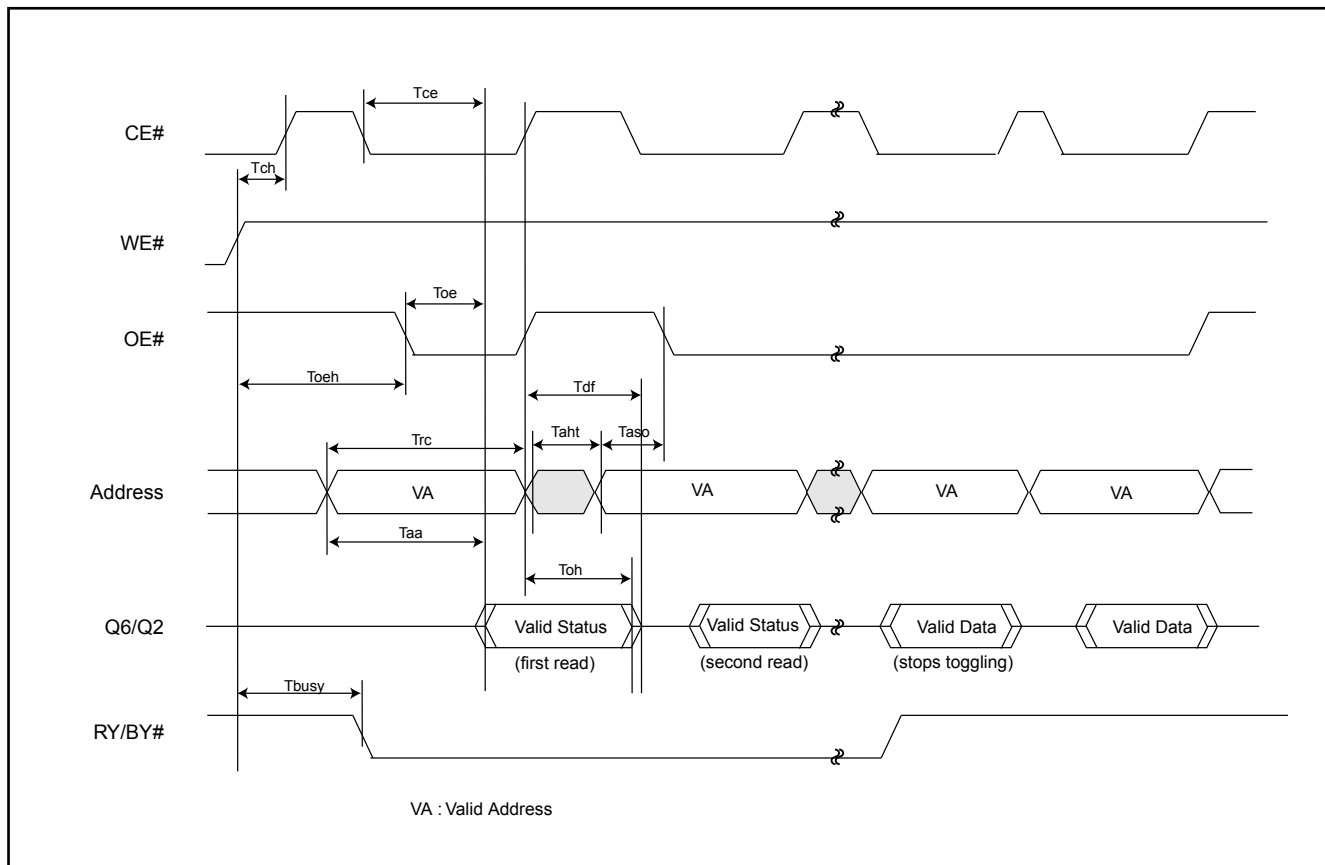 Tce
CE#
Tch
WE#
Toe
OE#
Toeh
Tdf
Trc
Taht
Taso
Address
VA
VA
VA
VA
Taa
Toh
Q6/Q2
Valid Status
Valid Status
Valid Data
Valid Data
(first read)
(second read)
(stops toggling)
Tbusy
RY/BY#
VA : Valid Address